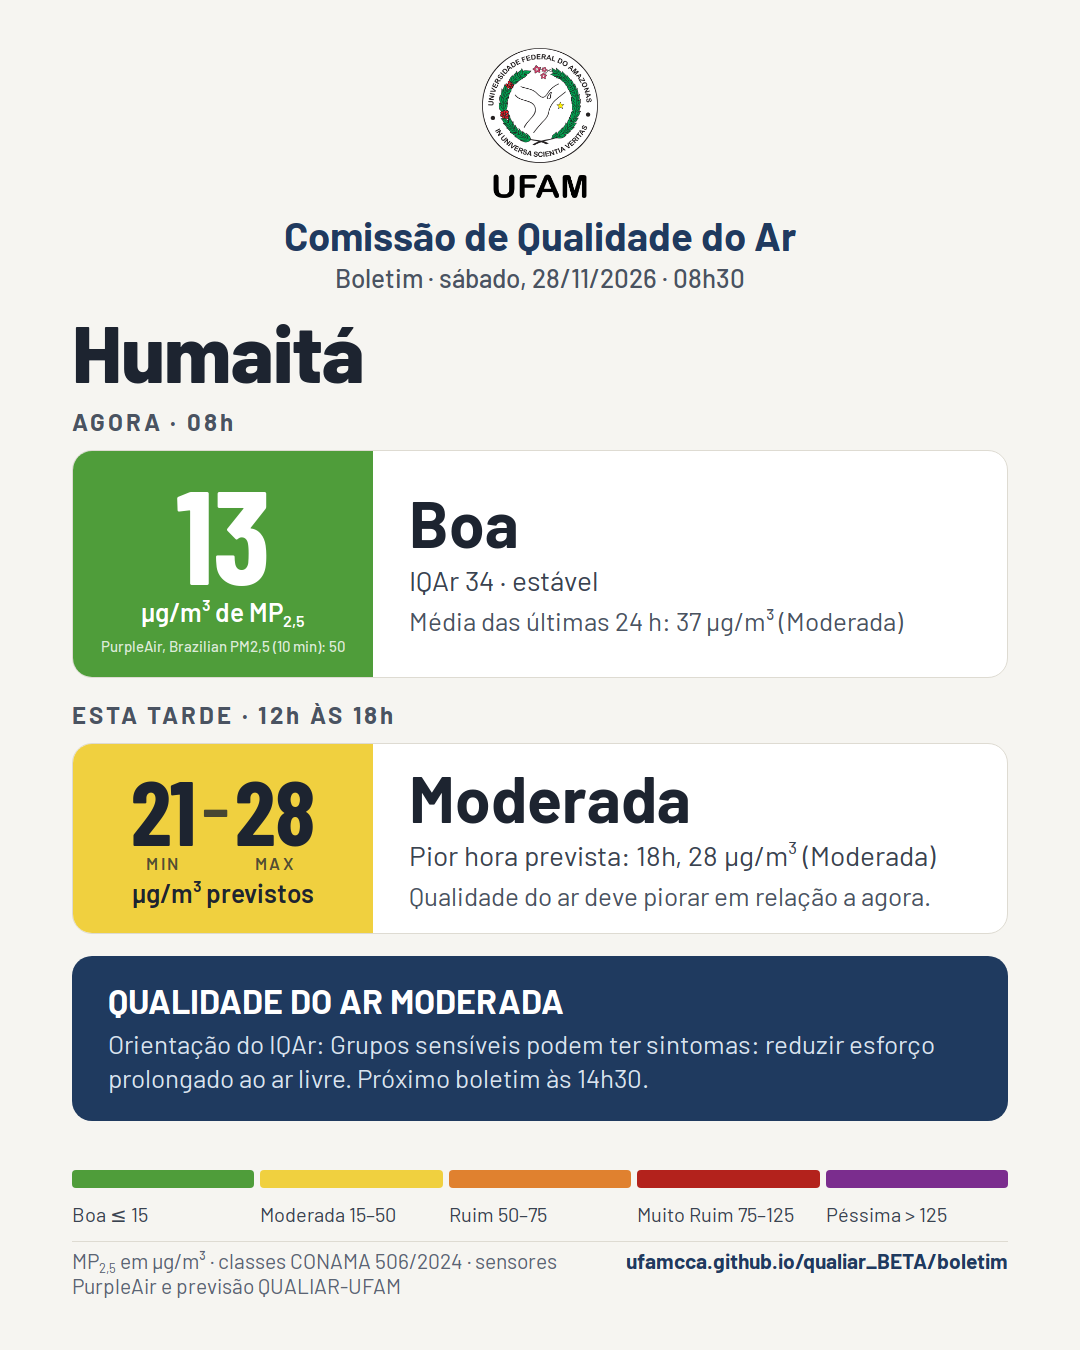 UNIVERSIDADE FEDERAL DO AMAZONAS
IN UNIVERSA SCIENTIA VERITAS
UFAM
Comissão de Qualidade do Ar
Boletim · sábado, 28/11/2026 · 08h30
Humaitá
AGORA · 08h
13
µg/m³ de MP2,5
PurpleAir, Brazilian PM2,5 (10 min): 50
Boa
IQAr 34 · estável
Média das últimas 24 h: 37 µg/m³ (Moderada)
ESTA TARDE · 12h ÀS 18h
21–28
MIN MAX
µg/m³ previstos
Moderada
Pior hora prevista: 18h, 28 µg/m³ (Moderada)
Qualidade do ar deve piorar em relação a agora.
QUALIDADE DO AR MODERADA
Orientação do IQAr: Grupos sensíveis podem ter sintomas: reduzir esforço
prolongado ao ar livre. Próximo boletim às 14h30.
Boa ≤ 15
Moderada 15–50
Ruim 50–75
Muito Ruim 75–125
Péssima > 125
MP2,5 em µg/m³ · classes CONAMA 506/2024 · sensores
PurpleAir e previsão QUALIAR-UFAM
ufamcca.github.io/qualiar_BETA/boletim